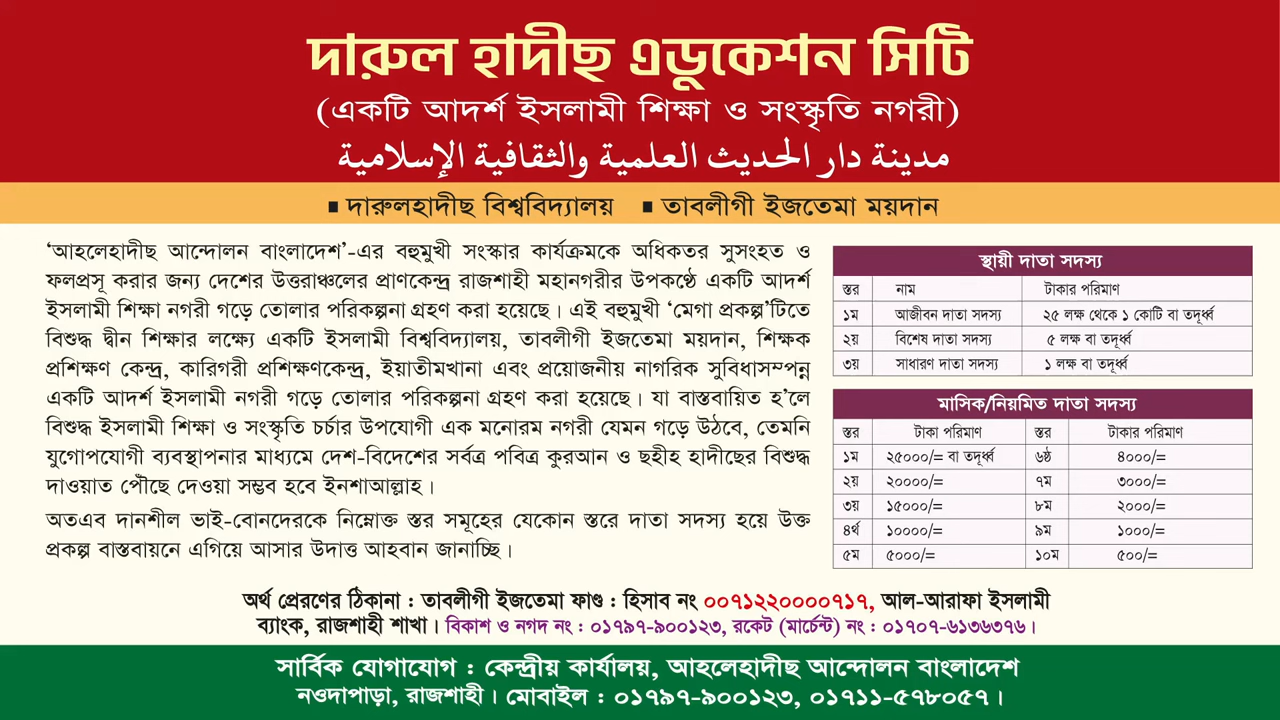 দারুল হাদীছ এডুকেশন সিটি
(একটি আদর্শ ইসলামী শিক্ষা ও সংস্কৃতি নগরী)
مدينة دار الحديث العلمية والثقافية الإسلامية
▪ দারুলহাদীছ বিশ্ববিদ্যালয় ▪ তাবলীগী ইজতেমা ময়দান
‘আহলেহাদীছ আন্দোলন বাংলাদেশ’-এর বহুমুখী সংস্কার কার্যক্রমকে অধিকতর সুসংহত ও
ফলপ্রসূ করার জন্য দেশের উত্তরাঞ্চলের প্রাণকেন্দ্র রাজশাহী মহানগরীর উপকণ্ঠে একটি আদর্শ
ইসলামী শিক্ষা নগরী গড়ে তোলার পরিকল্পনা গ্রহণ করা হয়েছে। এই বহুমুখী ‘মেগা প্রকল্প’টিতে
বিশুদ্ধ দ্বীন শিক্ষার লক্ষ্যে একটি ইসলামী বিশ্ববিদ্যালয়, তাবলীগী ইজতেমা ময়দান, শিক্ষক
প্রশিক্ষণ কেন্দ্র, কারিগরী প্রশিক্ষণকেন্দ্র, ইয়াতীমখানা এবং প্রয়োজনীয় নাগরিক সুবিধাসম্পন্ন
একটি আদর্শ ইসলামী নগরী গড়ে তোলার পরিকল্পনা গ্রহণ করা হয়েছে। যা বাস্তবায়িত হ’লে
বিশুদ্ধ ইসলামী শিক্ষা ও সংস্কৃতি চর্চার উপযোগী এক মনোরম নগরী যেমন গড়ে উঠবে, তেমনি
যুগোপযোগী ব্যবস্থাপনার মাধ্যমে দেশ-বিদেশের সর্বত্র পবিত্র কুরআন ও ছহীহ হাদীছের বিশুদ্ধ
দাওয়াত পৌঁছে দেওয়া সম্ভব হবে ইনশাআল্লাহ।
অতএব দানশীল ভাই-বোনদেরকে নিম্নোক্ত স্তর সমূহের যেকোন স্তরে দাতা সদস্য হয়ে উক্ত
প্রকল্প বাস্তবায়নে এগিয়ে আসার উদাত্ত আহবান জানাচ্ছি।
স্থায়ী দাতা সদস্য
স্তর নাম টাকার পরিমাণ
১ম আজীবন দাতা সদস্য ২৫ লক্ষ থেকে ১ কোটি বা তদূর্ধ্ব
২য় বিশেষ দাতা সদস্য ৫ লক্ষ বা তদূর্ধ্ব
৩য় সাধারণ দাতা সদস্য ১ লক্ষ বা তদূর্ধ্ব
মাসিক/নিয়মিত দাতা সদস্য
স্তর টাকা পরিমাণ স্তর টাকার পরিমাণ
১ম ২৫০০০/= বা তদূর্ধ্ব ৬ষ্ঠ ৪০০০/=
২য় ২০০০০/= ৭ম ৩০০০/=
৩য় ১৫০০০/= ৮ম ২০০০/=
৪র্থ ১০০০০/= ৯ম ১০০০/=
৫ম ৫০০০/= ১০ম ৫০০/=
অর্থ প্রেরণের ঠিকানা : তাবলীগী ইজতেমা ফাণ্ড : হিসাব নং ০০৭১২২০০০০৭১৭, আল-আরাফা ইসলামী
ব্যাংক, রাজশাহী শাখা। বিকাশ ও নগদ নং : ০১৭৯৭-৯০০১২৩, রকেট (মার্চেন্ট) নং : ০১৭০৭-৬১৩৬৩৭৬।
সার্বিক যোগাযোগ : কেন্দ্রীয় কার্যালয়, আহলেহাদীছ আন্দোলন বাংলাদেশ
নওদাপাড়া, রাজশাহী। মোবাইল : ০১৭৯৭-৯০০১২৩, ০১৭১১-৫৭৮০৫৭।